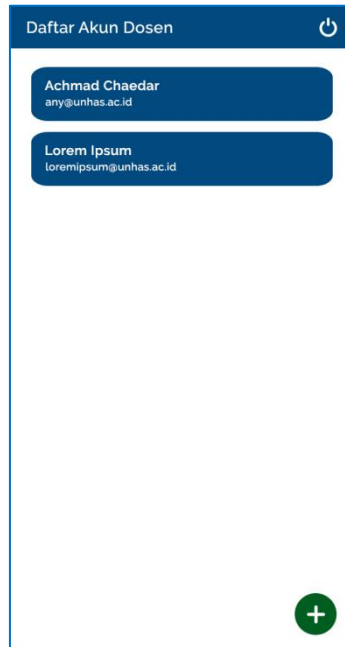 Daftar Akun Dosen
Achmad Chaedar
any@unhas.ac.id
Lorem Ipsum
loremipsum@unhas.ac.id